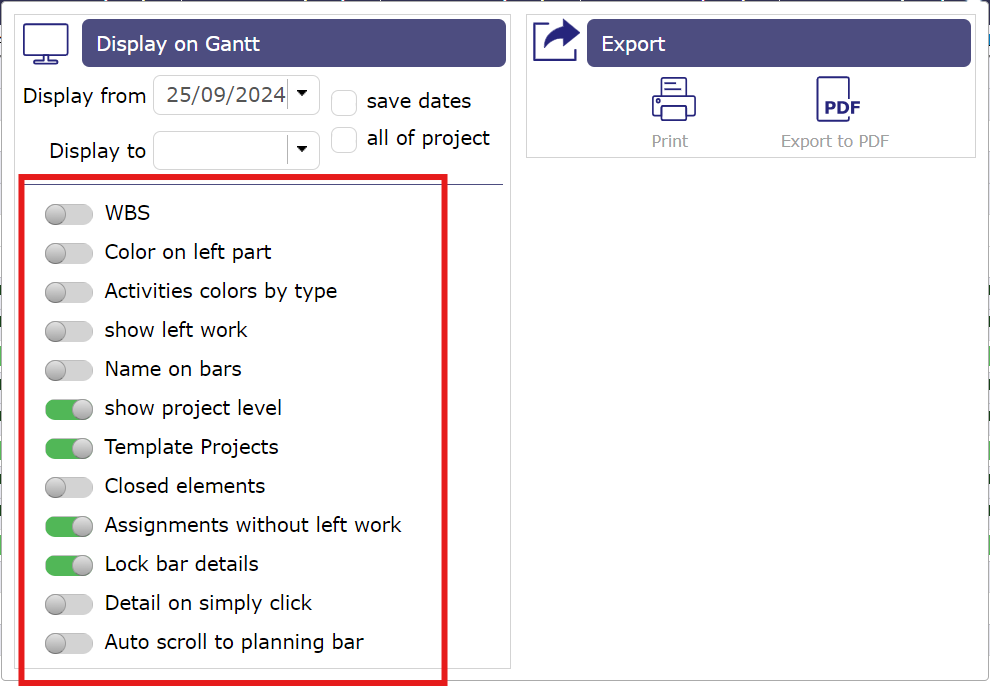 Display on Gantt
Display from 25/09/2024 save dates
Display to all of project
WBS
Color on left part
Activities colors by type
show left work
Name on bars
show project level
Template Projects
Closed elements
Assignments without left work
Lock bar details
Detail on simply click
Auto scroll to planning bar
Export
PDF
Print Export to PDF